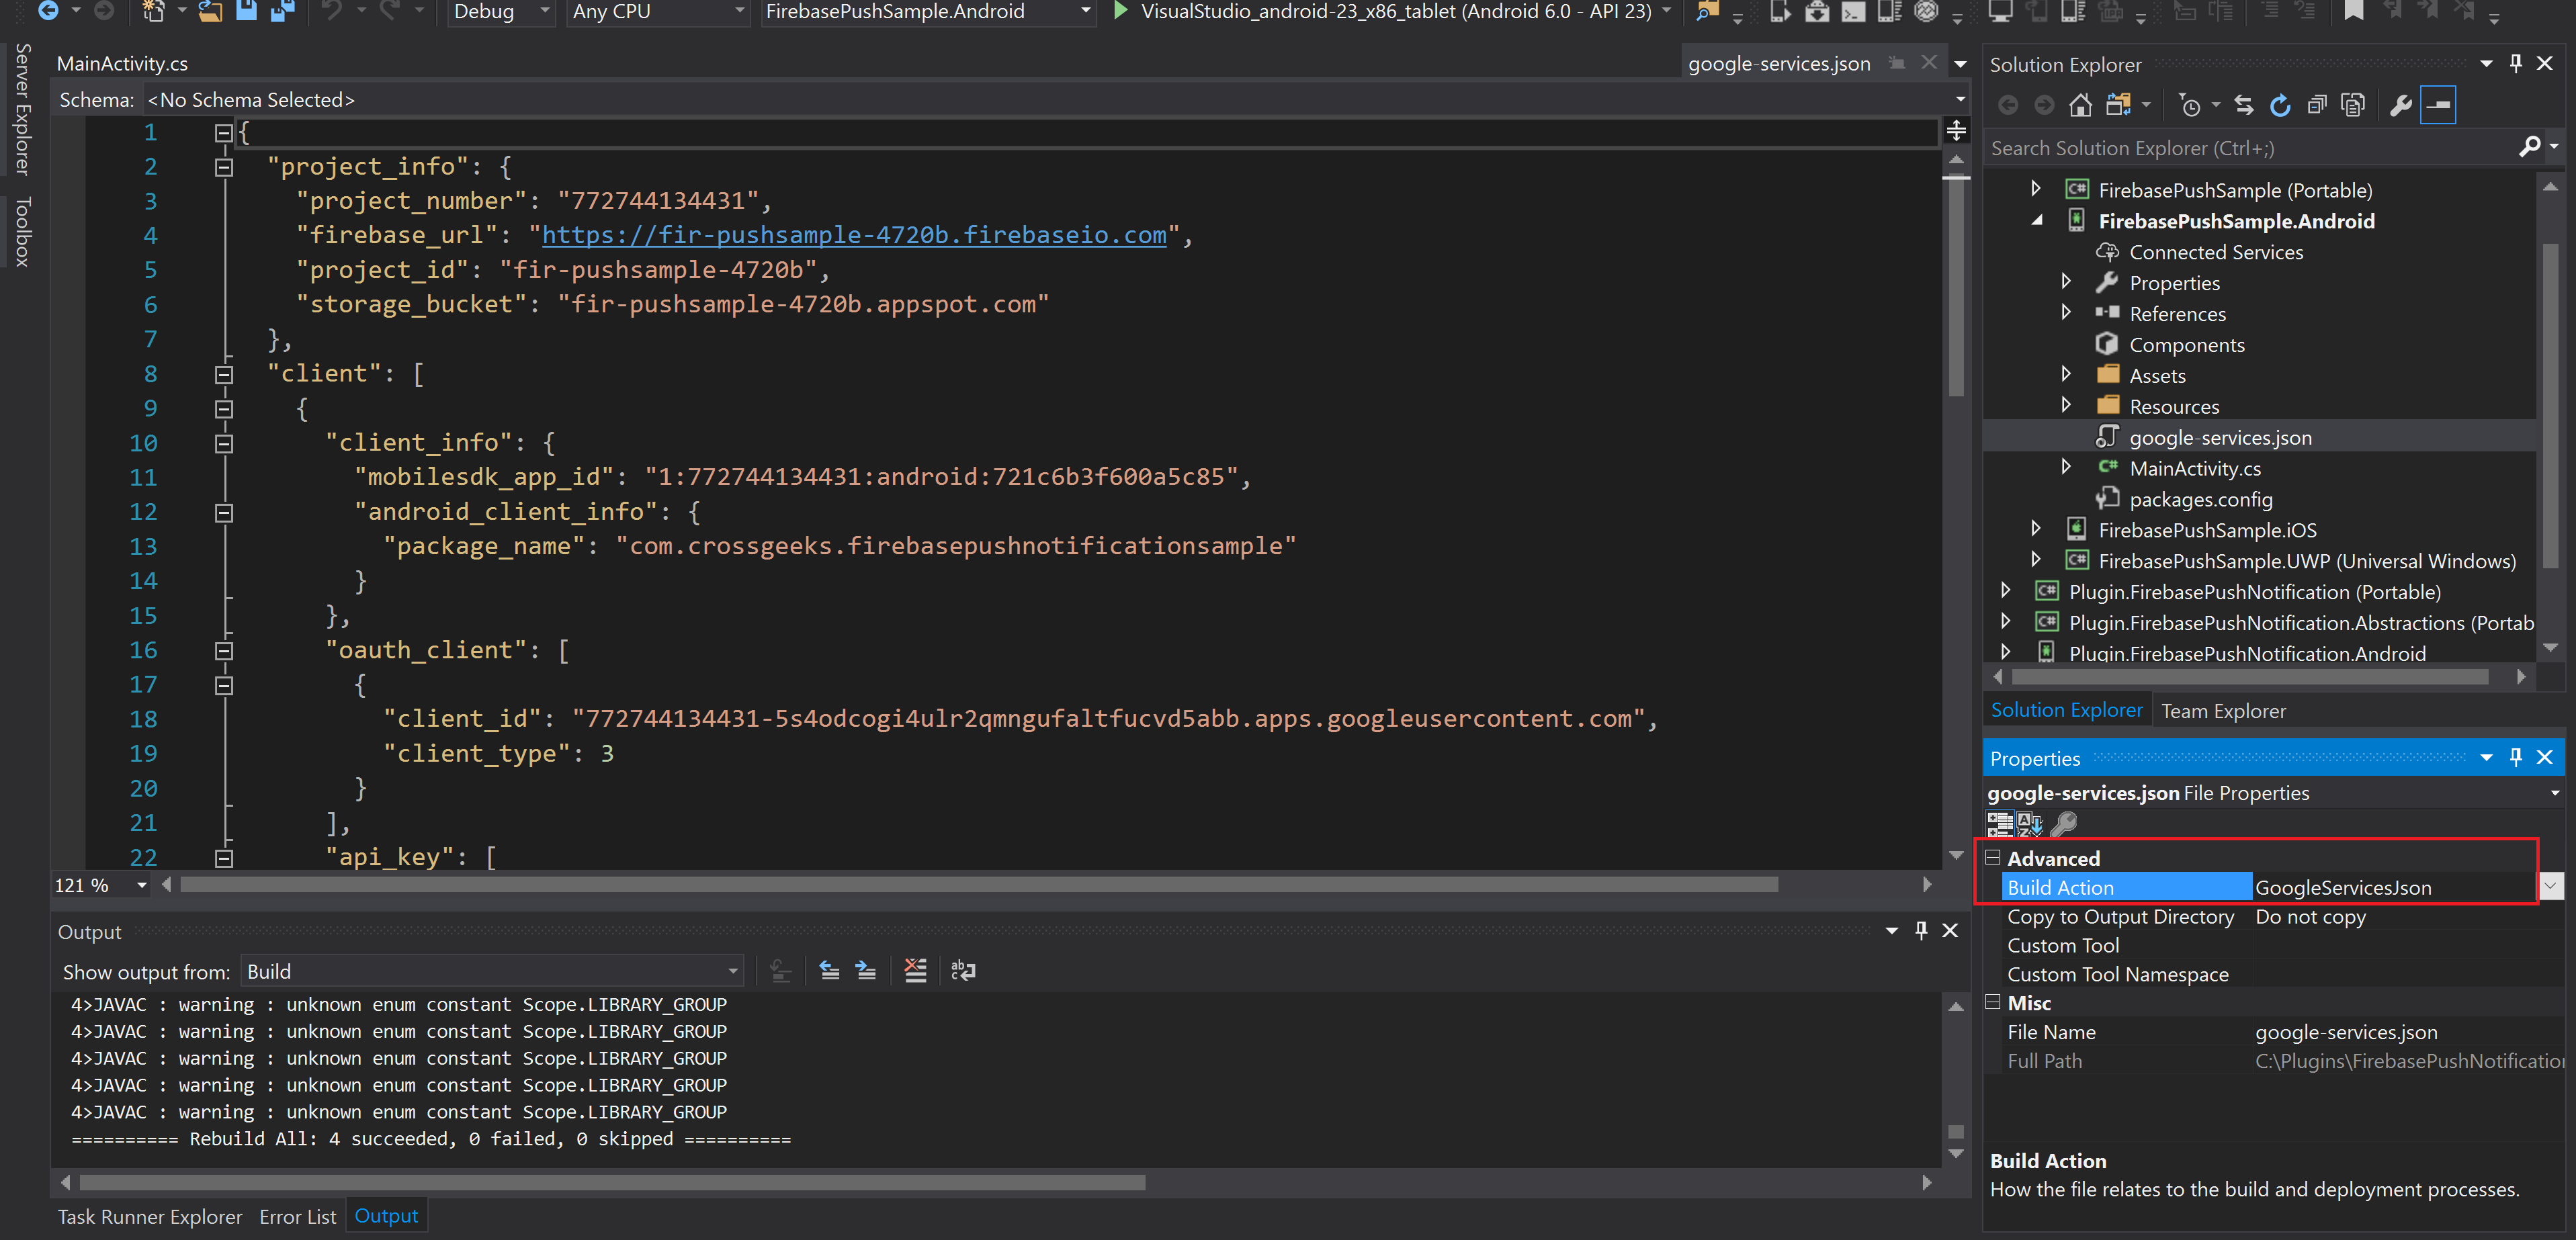 Debug
Any CPU
FirebasePushSample.Android
VisualStudio_android-23_x86_tablet (Android 6.0 - API 23)
Server Explorer
Toolbox
MainActivity.cs
google-services.json
Schema: <No Schema Selected>
1 {
2 "project_info": {
3 "project_number": "772744134431",
4 "firebase_url": "https://fir-pushsample-4720b.firebaseio.com",
5 "project_id": "fir-pushsample-4720b",
6 "storage_bucket": "fir-pushsample-4720b.appspot.com"
7 },
8 "client": [
9 {
10 "client_info": {
11 "mobilesdk_app_id": "1:772744134431:android:721c6b3f600a5c85",
12 "android_client_info": {
13 "package_name": "com.crossgeeks.firebasepushnotificationsample"
14 }
15 },
16 "oauth_client": [
17 {
18 "client_id": "772744134431-5s4odcogi4ulr2qmngufaltfucvd5abb.apps.googleusercontent.com",
19 "client_type": 3
20 }
21 ],
22 "api_key": [
121 %
Output
Show output from: Build
4>JAVAC : warning : unknown enum constant Scope.LIBRARY_GROUP
4>JAVAC : warning : unknown enum constant Scope.LIBRARY_GROUP
4>JAVAC : warning : unknown enum constant Scope.LIBRARY_GROUP
4>JAVAC : warning : unknown enum constant Scope.LIBRARY_GROUP
4>JAVAC : warning : unknown enum constant Scope.LIBRARY_GROUP
========== Rebuild All: 4 succeeded, 0 failed, 0 skipped ==========
Task Runner Explorer Error List Output
Solution Explorer
Search Solution Explorer (Ctrl+;)
FirebasePushSample (Portable)
FirebasePushSample.Android
Connected Services
Properties
References
Components
Assets
Resources
google-services.json
MainActivity.cs
packages.config
FirebasePushSample.iOS
FirebasePushSample.UWP (Universal Windows)
Plugin.FirebasePushNotification (Portable)
Plugin.FirebasePushNotification.Abstractions (Portab
Plugin.FirebasePushNotification.Android
Solution Explorer Team Explorer
Properties
google-services.json File Properties
Advanced
Build Action GoogleServicesJson
Copy to Output Directory Do not copy
Custom Tool
Custom Tool Namespace
Misc
File Name google-services.json
Full Path C:\Plugins\FirebasePushNotification
Build Action
How the file relates to the build and deployment processes.